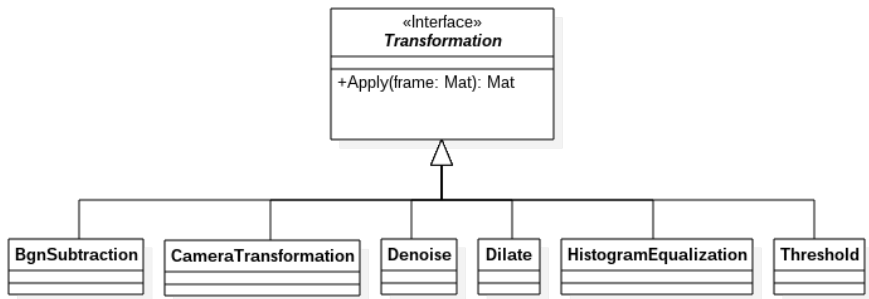 «Interface»
Transformation
+Apply(frame: Mat): Mat
BgnSubtraction
CameraTransformation
Denoise
Dilate
HistogramEqualization
Threshold